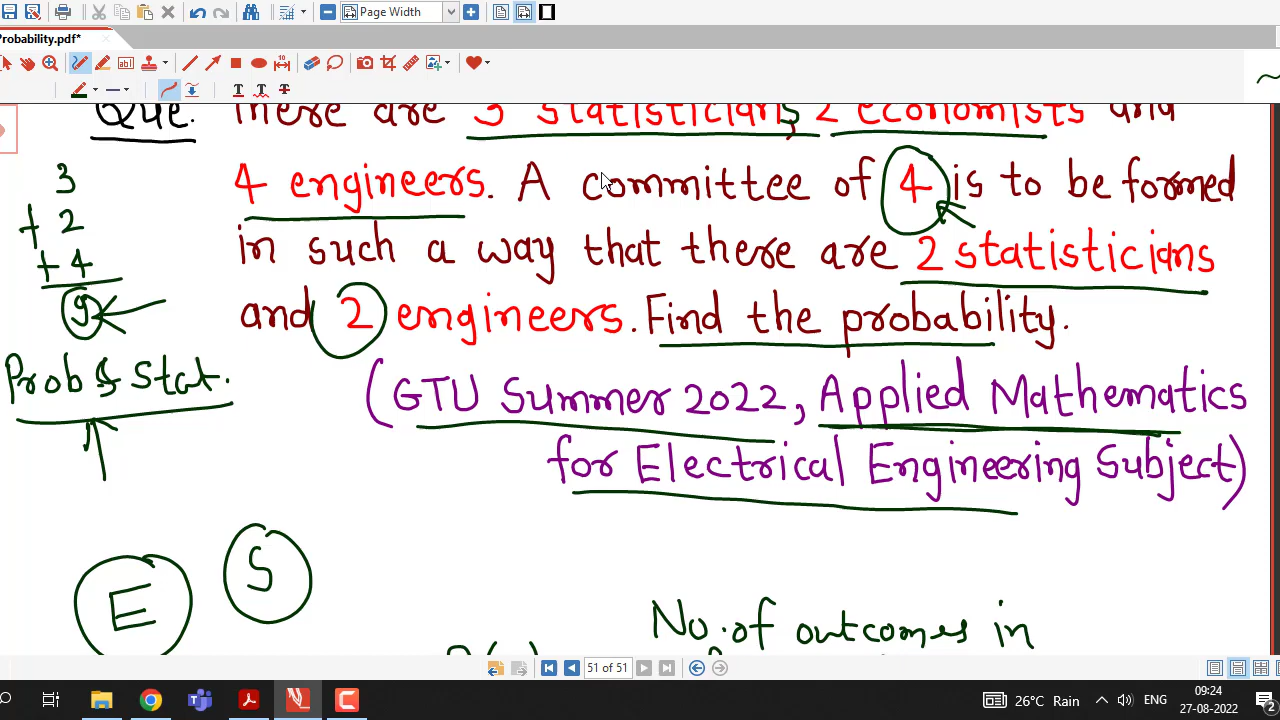 Page Width
Probability.pdf*
Que. There are 3 statisticians, 2 economists and
4 engineers. A committee of 4 is to be formed
in such a way that there are 2 statisticians
and 2 engineers. Find the probability.
(GTU Summer 2022, Applied Mathematics
for Electrical Engineering Subject)
3
+ 2
+ 4
9
Prob & Stat.
E
S
No. of outcomes in
51 of 51
26°C Rain
ENG
09:24
27-08-2022
2